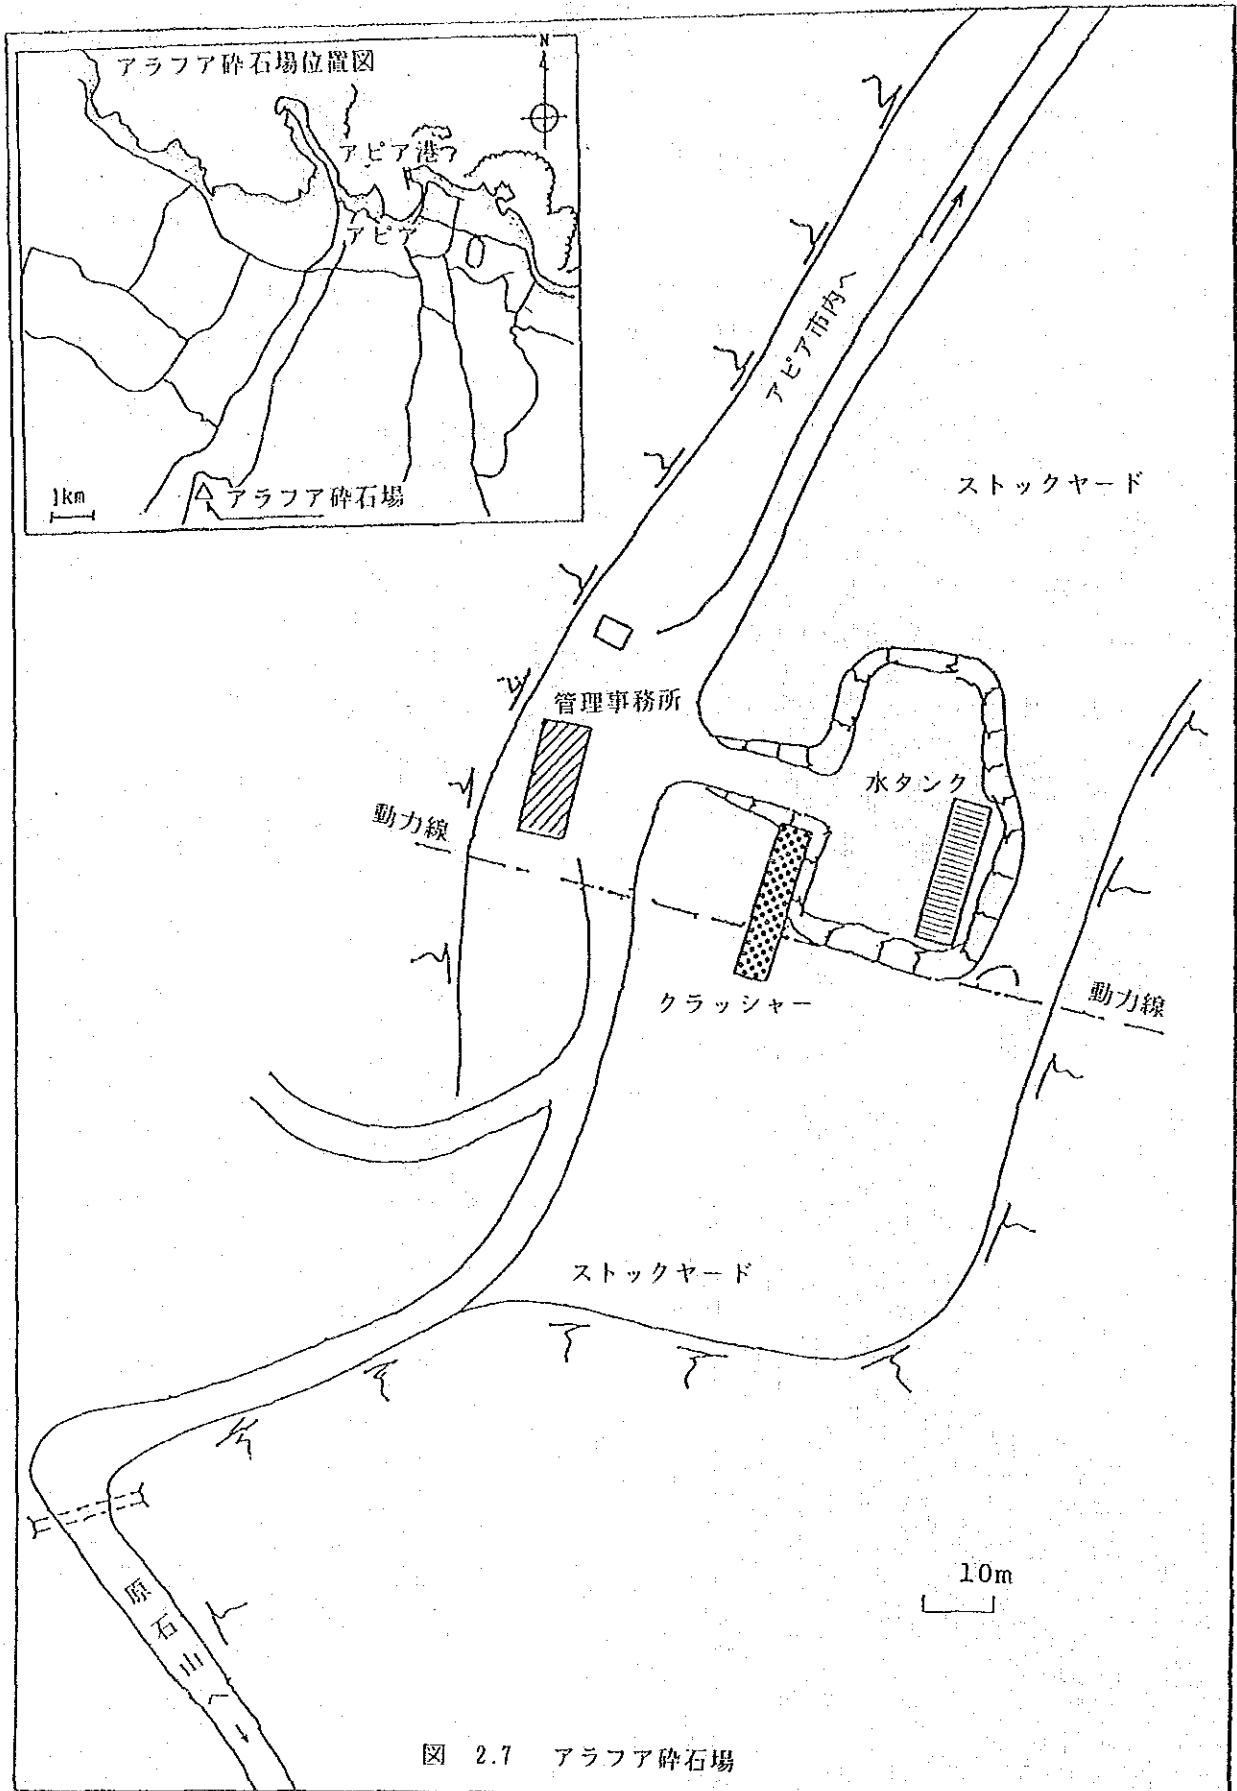 アラフア砕石場位置図
N
アピア港
アピア
1km
アラフア砕石場
アピア市内へ
ストックヤード
管理事務所
水タンク
動力線
クラッシャー
動力線
ストックヤード
10m
原石山へ
図 2.7 アラフア砕石場